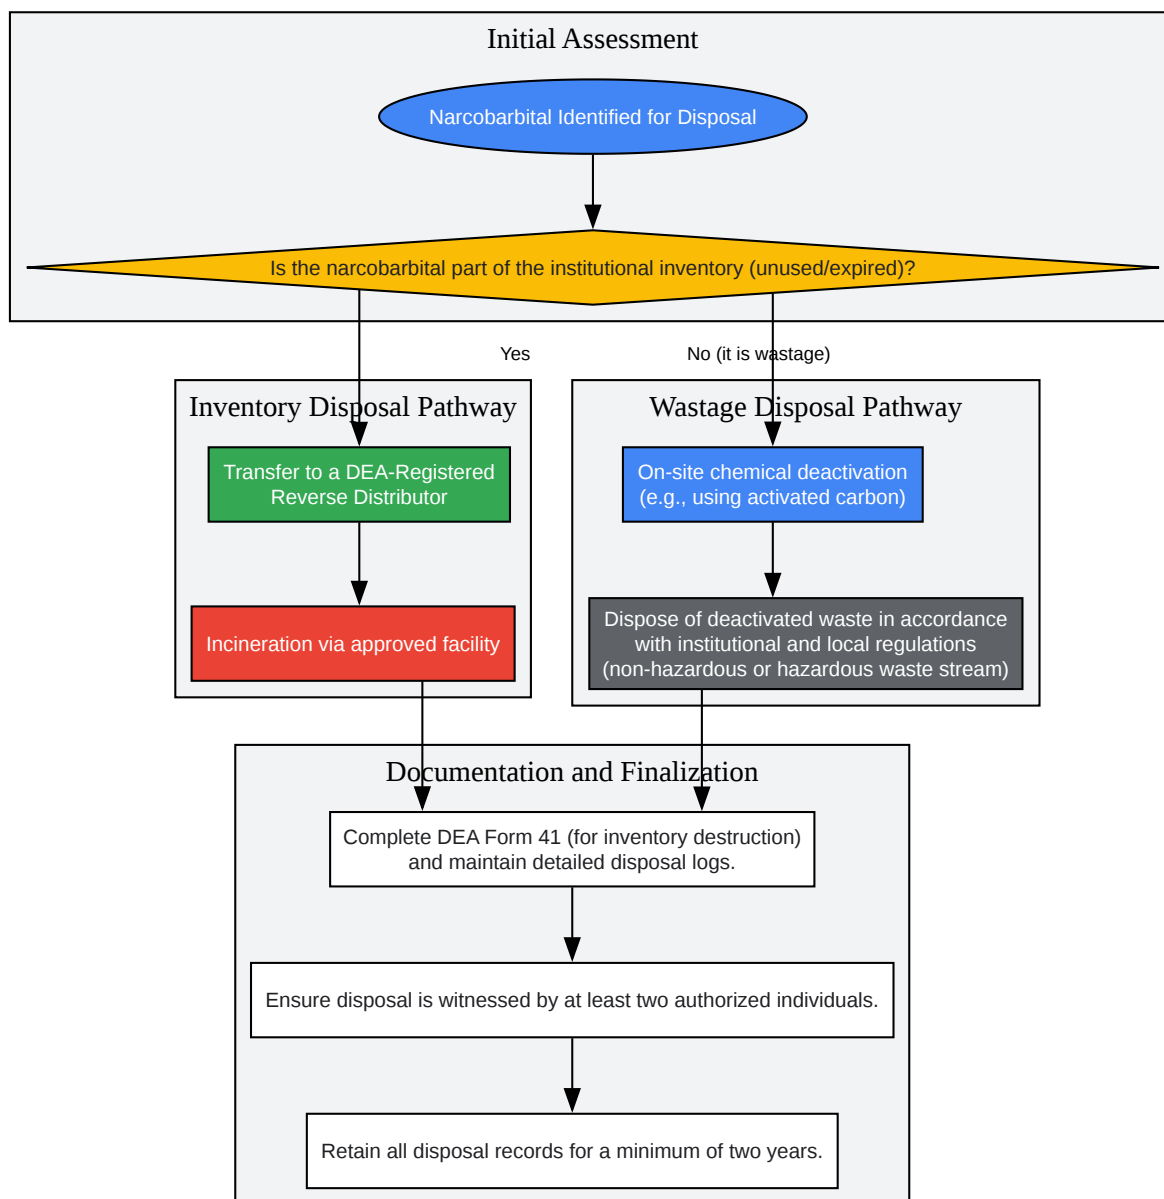 Initial Assessment
Narcobarbital Identified for Disposal
Is the narcobarbital part of the institutional inventory (unused/expired)?
Yes
No (it is wastage)
Inventory Disposal Pathway
Transfer to a DEA-Registered
Reverse Distributor
Incineration via approved facility
Wastage Disposal Pathway
On-site chemical deactivation
(e.g., using activated carbon)
Dispose of deactivated waste in accordance
with institutional and local regulations
(non-hazardous or hazardous waste stream)
Documentation and Finalization
Complete DEA Form 41 (for inventory destruction)
and maintain detailed disposal logs.
Ensure disposal is witnessed by at least two authorized individuals.
Retain all disposal records for a minimum of two years.